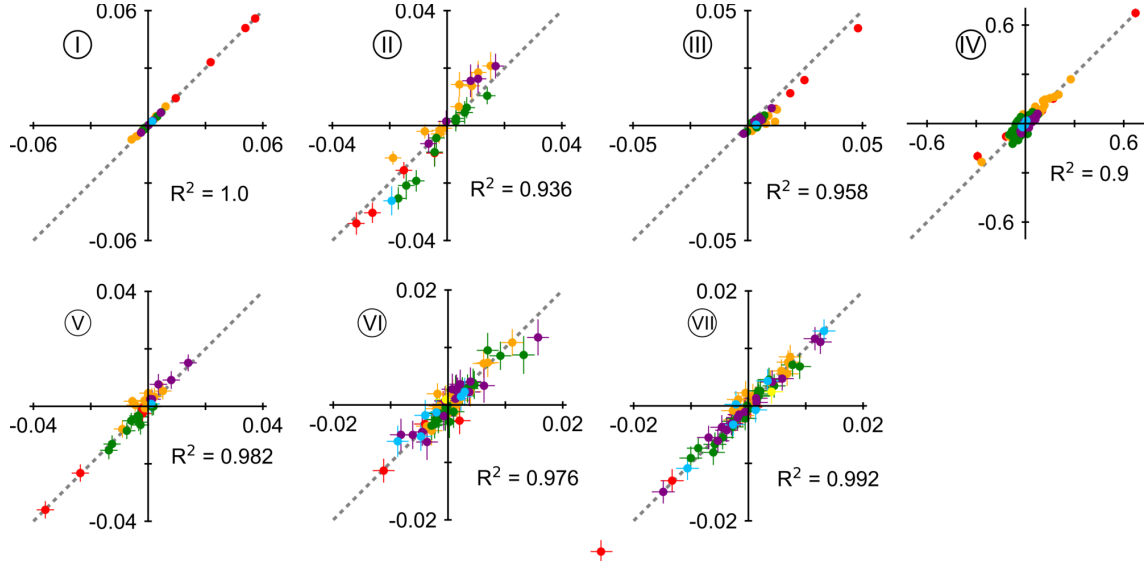 0.06
I
-0.06
0.06
R² = 1.0
-0.06
0.04
II
-0.04
0.04
R² = 0.936
-0.04
0.05
III
-0.05
0.05
R² = 0.958
-0.05
0.6
IV
-0.6
0.6
R² = 0.9
-0.6
0.04
V
-0.04
0.04
R² = 0.982
-0.04
0.02
VI
-0.02
0.02
R² = 0.976
-0.02
0.02
VII
-0.02
0.02
R² = 0.992
-0.02